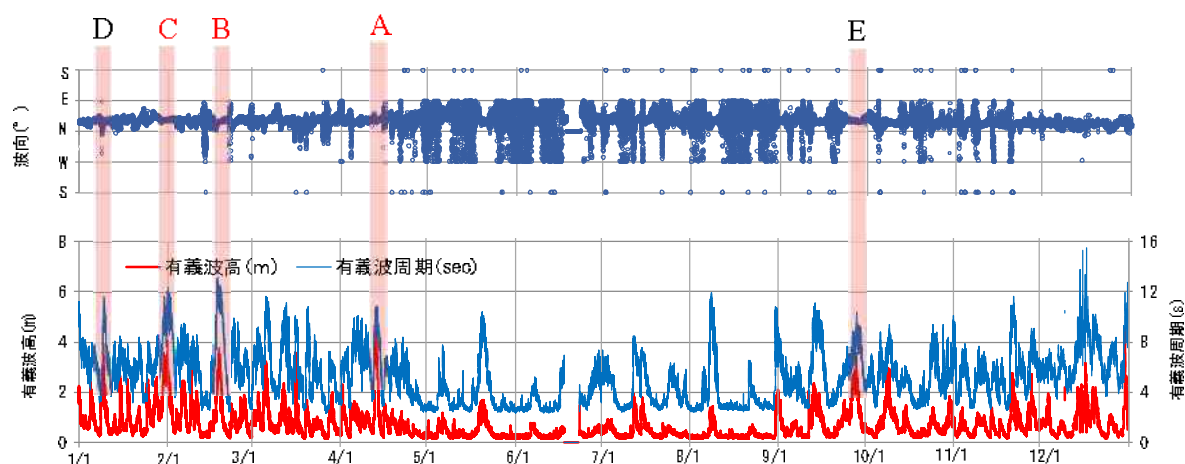 D C B A E
S
E
N
W
S
波向(°)
8 16
有義波高(m) 有義波周期(sec)
6 12
4 8
2 4
0 0
有義波高(m)
有義波周期(s)
1/1 2/1 3/1 4/1 5/1 6/1 7/1 8/1 9/1 10/1 11/1 12/1